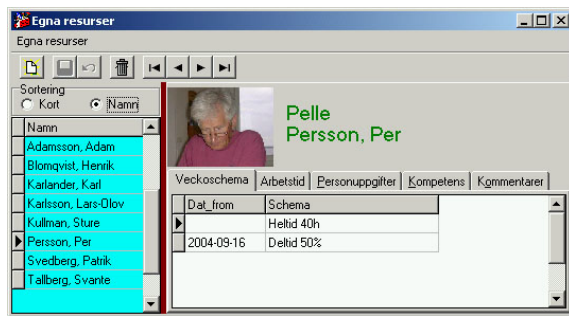 Egna resurser
Egna resurser
Sortering
Kort Namn
Namn
Adamsson, Adam
Blomqvist, Henrik
Karlander, Karl
Karlsson, Lars-Olov
Kullman, Sture
Persson, Per
Svedberg, Patrik
Tallberg, Svante
Pelle
Persson, Per
Veckoschema Arbetstid Personuppgifter Kompetens Kommentarer
Dat_from Schema
Heltid 40h
2004-09-16 Deltid 50%